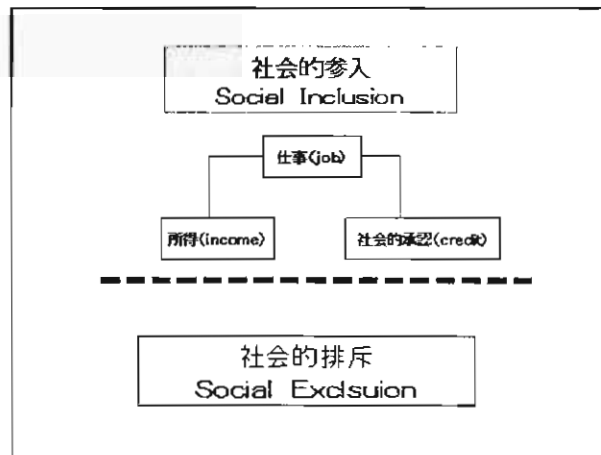 社会的参入
Social Inclusion
仕事(job)
所得(income)
社会的承認(credit)
社会的排斥
Social Exclsuion